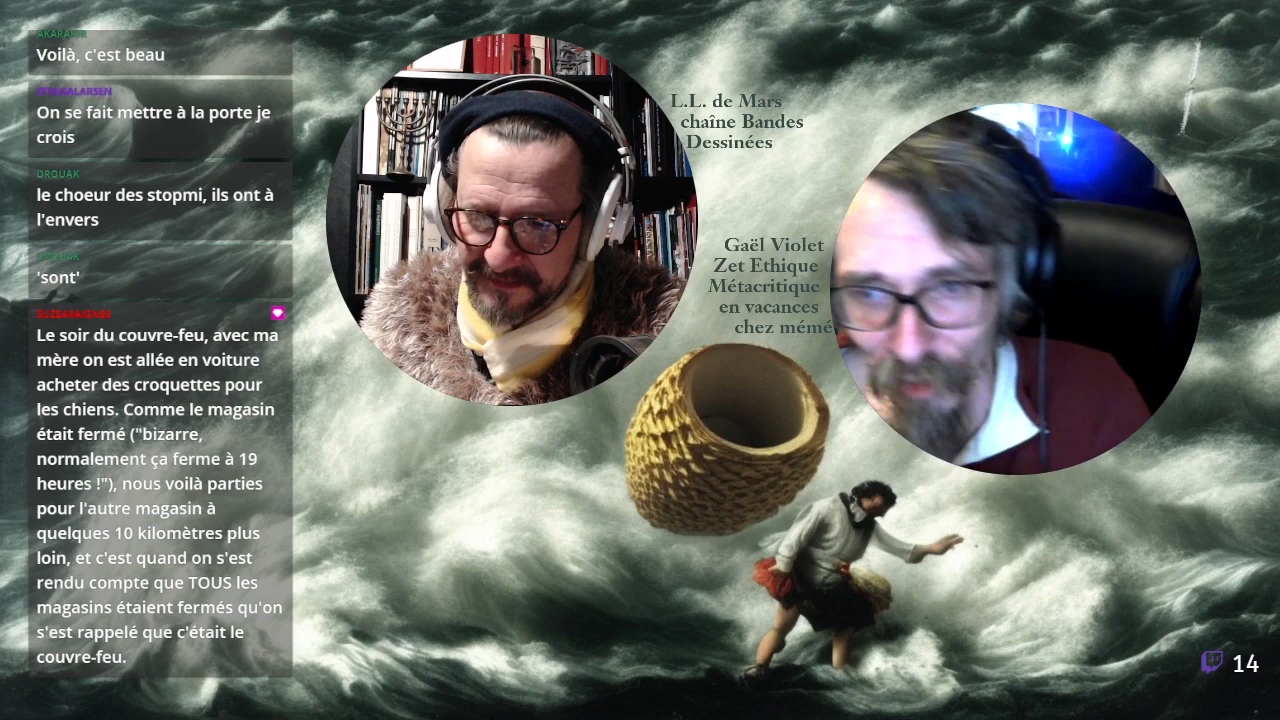 Voilà, c'est beau
On se fait mettre à la porte je
crois
DROUAK
le choeur des stopmi, ils ont à
l'envers
'sont'
Le soir du couvre-feu, avec ma
mère on est allée en voiture
acheter des croquettes pour
les chiens. Comme le magasin
était fermé ("bizarre,
normalement ça ferme à 19
heures !"), nous voilà parties
pour l'autre magasin à
quelques 10 kilomètres plus
loin, et c'est quand on s'est
rendu compte que TOUS les
magasins étaient fermés qu'on
s'est rappelé que c'était le
couvre-feu.
L.L. de Mars
chaîne Bandes
Dessinées
Gaël Violet
Zet Ethique
Métacritique
en vacances
chez mémé
14